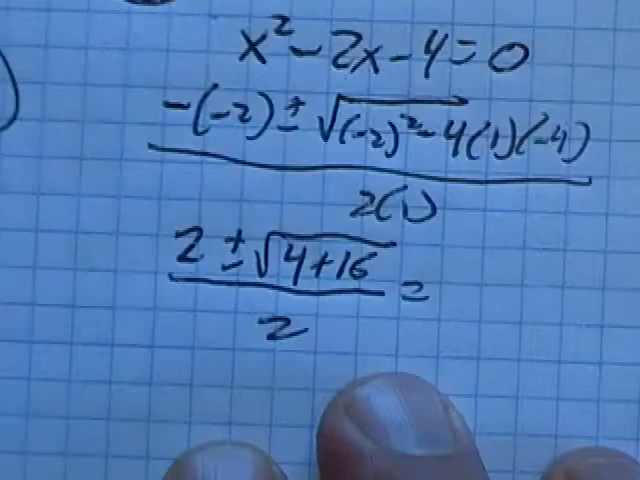 x² - 2x - 4 = 0
-(-2) ± √(-2)² - 4(1)(-4)
2(1)
2 ± √4+16 =
2